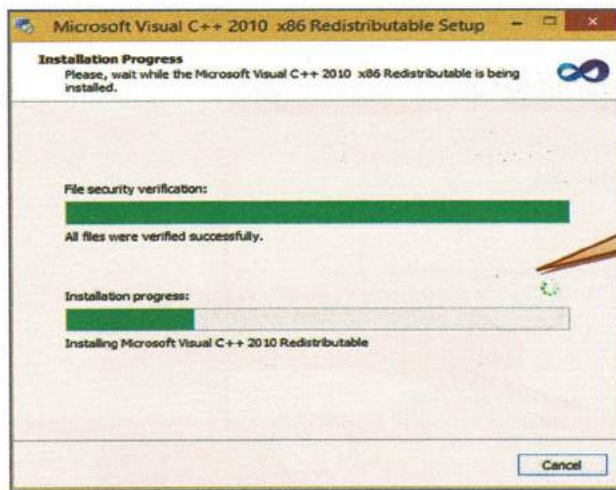 Microsoft Visual C++ 2010 x86 Redistributable Setup
Installation Progress
Please, wait while the Microsoft Visual C++ 2010 x86 Redistributable is being
installed.
File security verification:
All files were verified successfully.
Installation progress:
Installing Microsoft Visual C++ 2010 Redistributable
Cancel